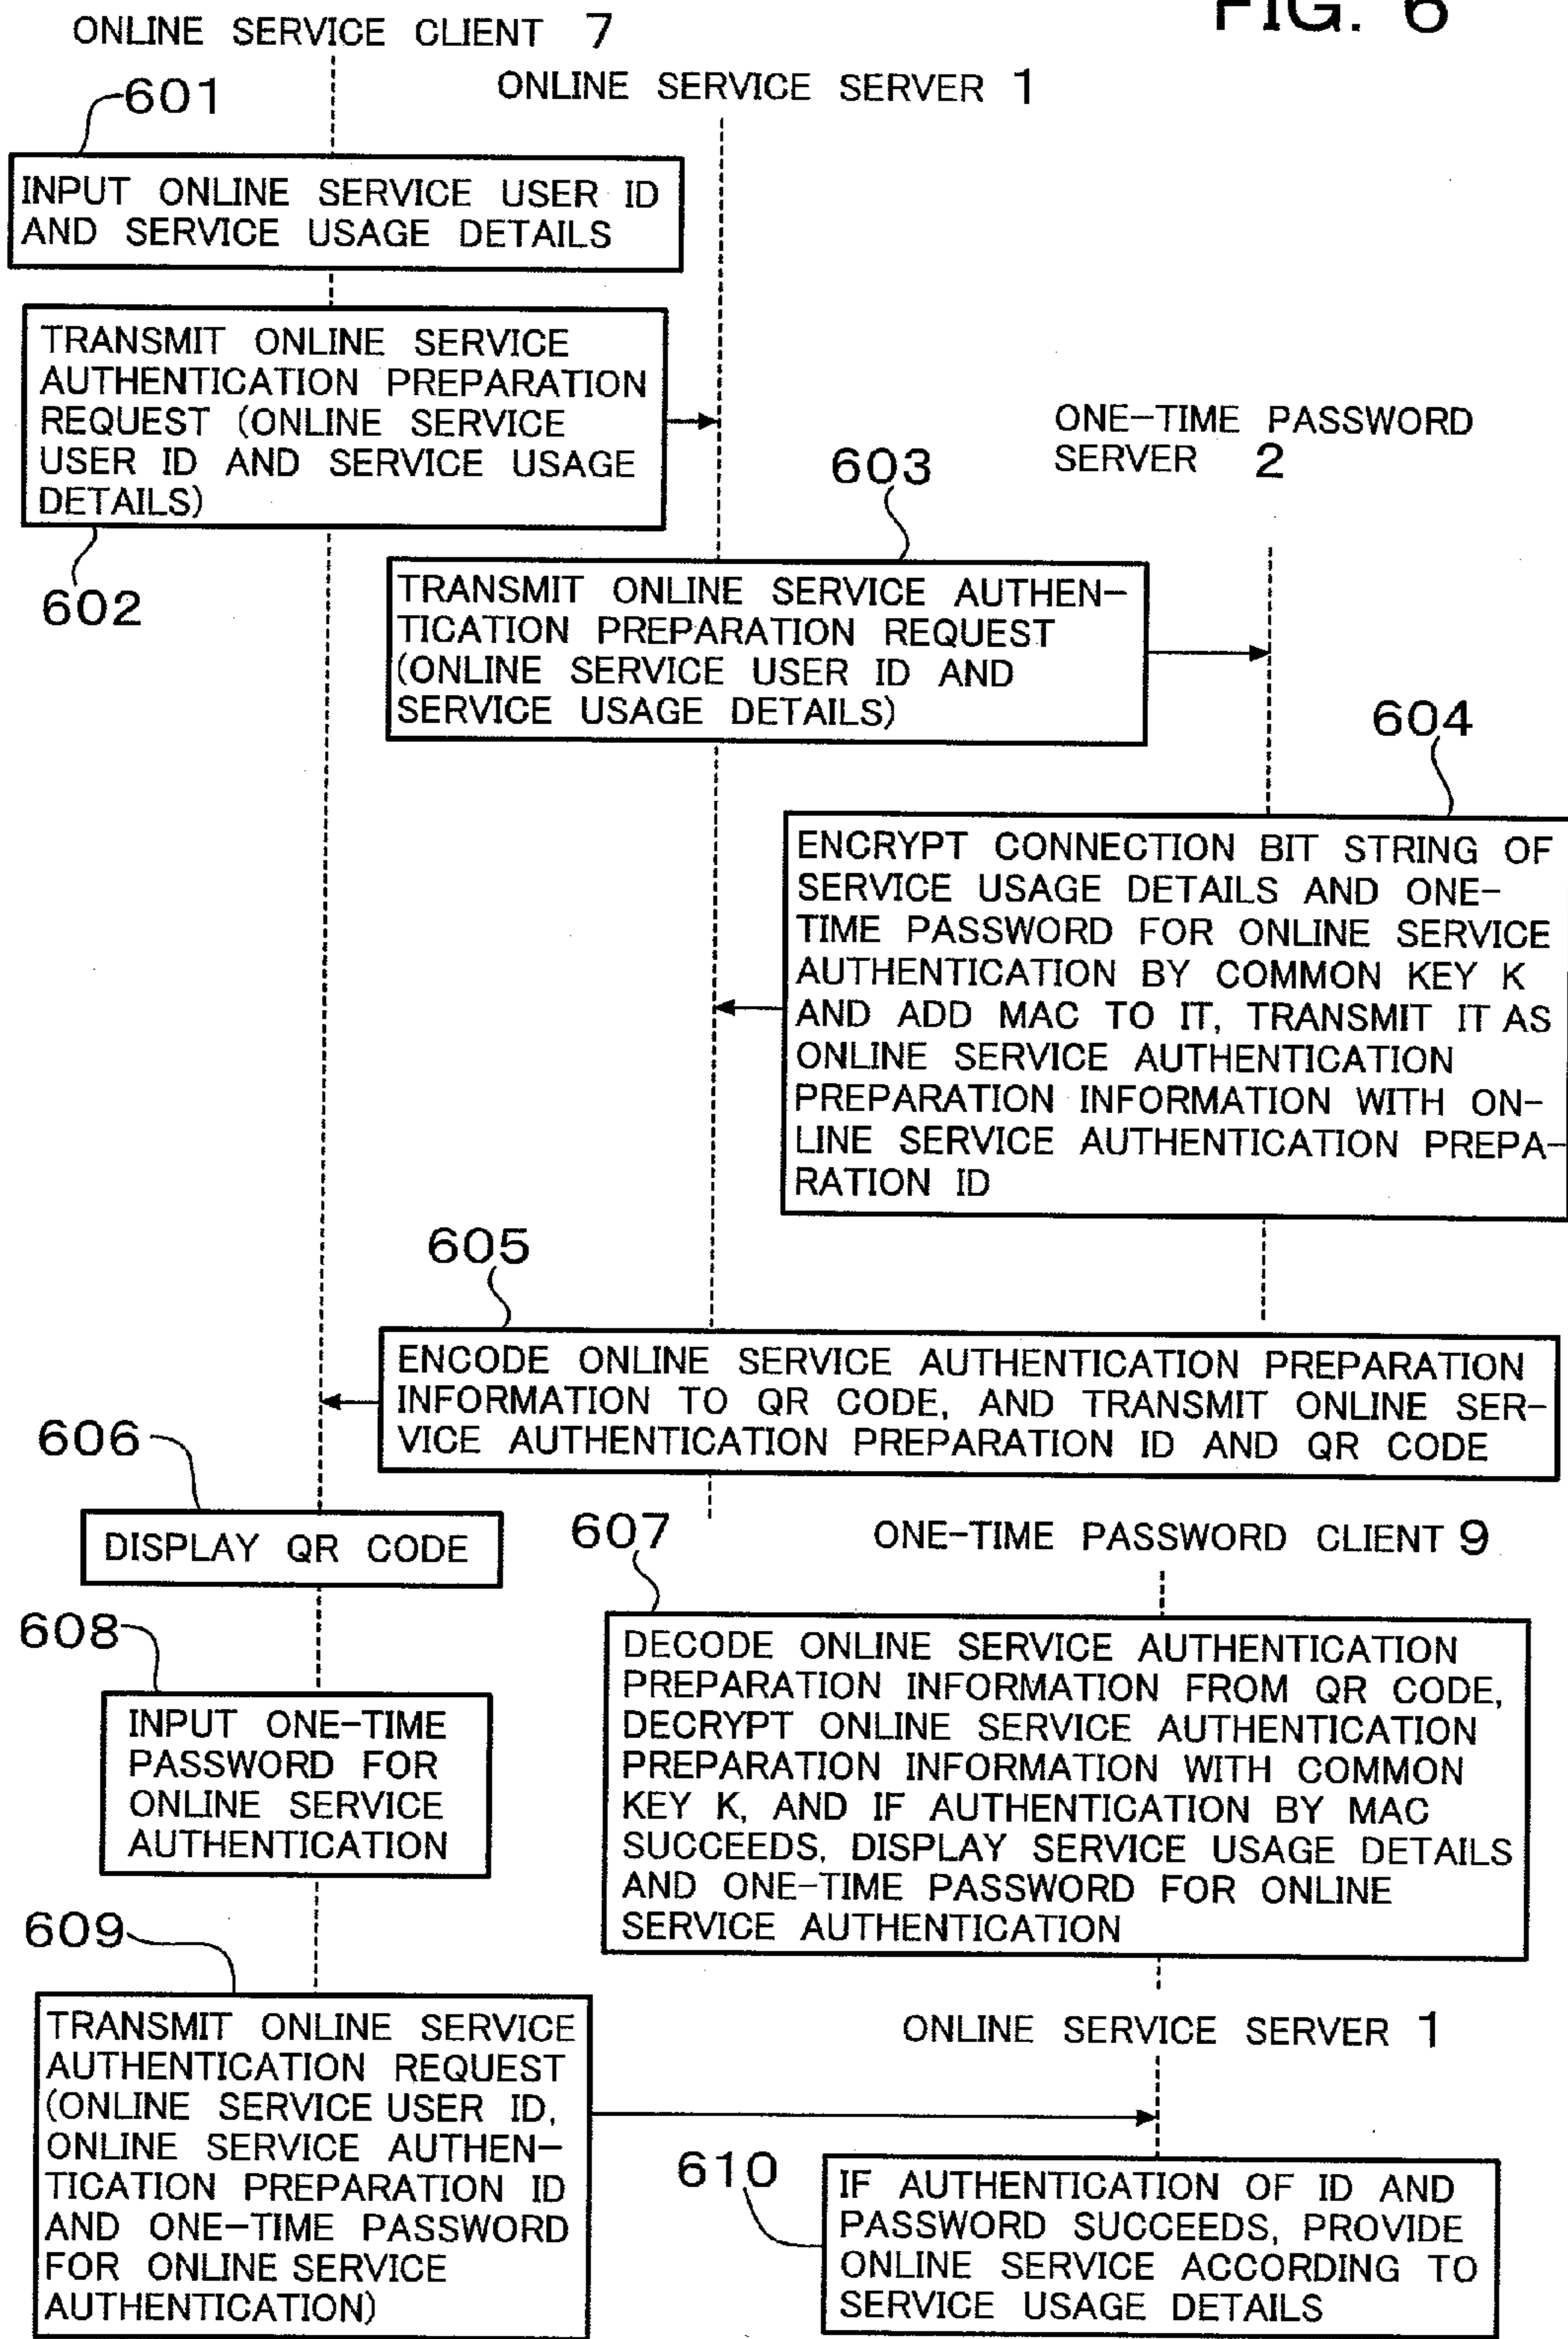 FIG. 6
ONLINE SERVICE CLIENT 7
ONLINE SERVICE SERVER 1
601
INPUT ONLINE SERVICE USER ID
AND SERVICE USAGE DETAILS
TRANSMIT ONLINE SERVICE
AUTHENTICATION PREPARATION
REQUEST (ONLINE SERVICE
USER ID AND SERVICE USAGE
DETAILS)
602
ONE-TIME PASSWORD
SERVER 2
603
TRANSMIT ONLINE SERVICE AUTHEN-
TICATION PREPARATION REQUEST
(ONLINE SERVICE USER ID AND
SERVICE USAGE DETAILS)
604
ENCRYPT CONNECTION BIT STRING OF
SERVICE USAGE DETAILS AND ONE-
TIME PASSWORD FOR ONLINE SERVICE
AUTHENTICATION BY COMMON KEY K
AND ADD MAC TO IT, TRANSMIT IT AS
ONLINE SERVICE AUTHENTICATION
PREPARATION INFORMATION WITH ON-
LINE SERVICE AUTHENTICATION PREPA-
RATION ID
605
ENCODE ONLINE SERVICE AUTHENTICATION PREPARATION
INFORMATION TO QR CODE, AND TRANSMIT ONLINE SER-
VICE AUTHENTICATION PREPARATION ID AND QR CODE
606
DISPLAY QR CODE
607
ONE-TIME PASSWORD CLIENT 9
DECODE ONLINE SERVICE AUTHENTICATION
PREPARATION INFORMATION FROM QR CODE,
DECRYPT ONLINE SERVICE AUTHENTICATION
PREPARATION INFORMATION WITH COMMON
KEY K, AND IF AUTHENTICATION BY MAC
SUCCEEDS, DISPLAY SERVICE USAGE DETAILS
AND ONE-TIME PASSWORD FOR ONLINE
SERVICE AUTHENTICATION
608
INPUT ONE-TIME
PASSWORD FOR
ONLINE SERVICE
AUTHENTICATION
609
TRANSMIT ONLINE SERVICE
AUTHENTICATION REQUEST
(ONLINE SERVICE USER ID,
ONLINE SERVICE AUTHEN-
TICATION PREPARATION ID
AND ONE-TIME PASSWORD
FOR ONLINE SERVICE
AUTHENTICATION)
ONLINE SERVICE SERVER 1
610
IF AUTHENTICATION OF ID AND
PASSWORD SUCCEEDS, PROVIDE
ONLINE SERVICE ACCORDING TO
SERVICE USAGE DETAILS